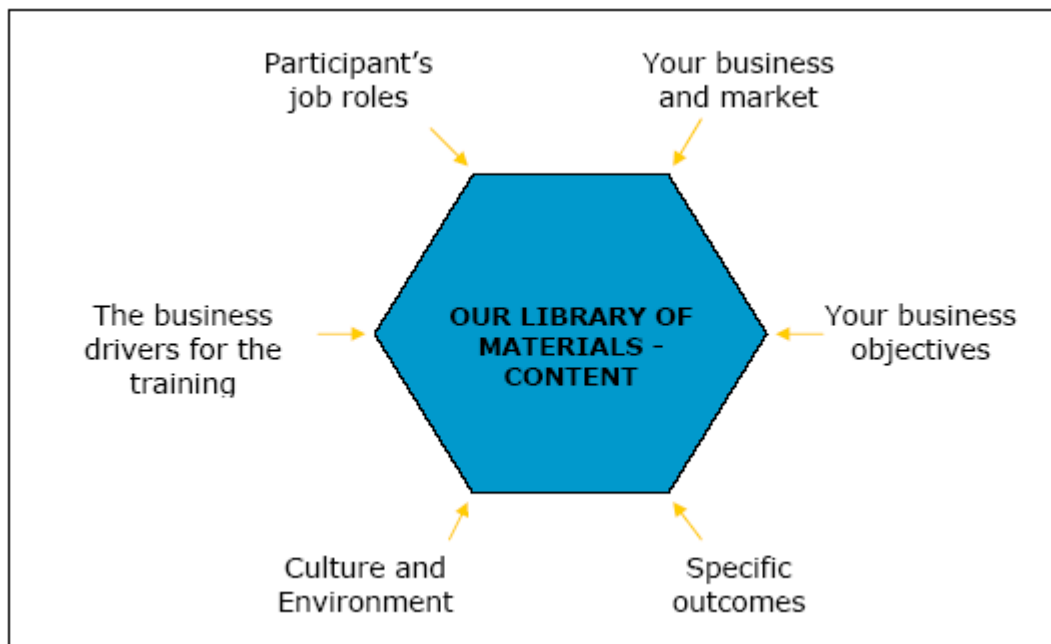 Participant's
job roles
Your business
and market
The business
drivers for the
training
OUR LIBRARY OF
MATERIALS -
CONTENT
Your business
objectives
Culture and
Environment
Specific
outcomes